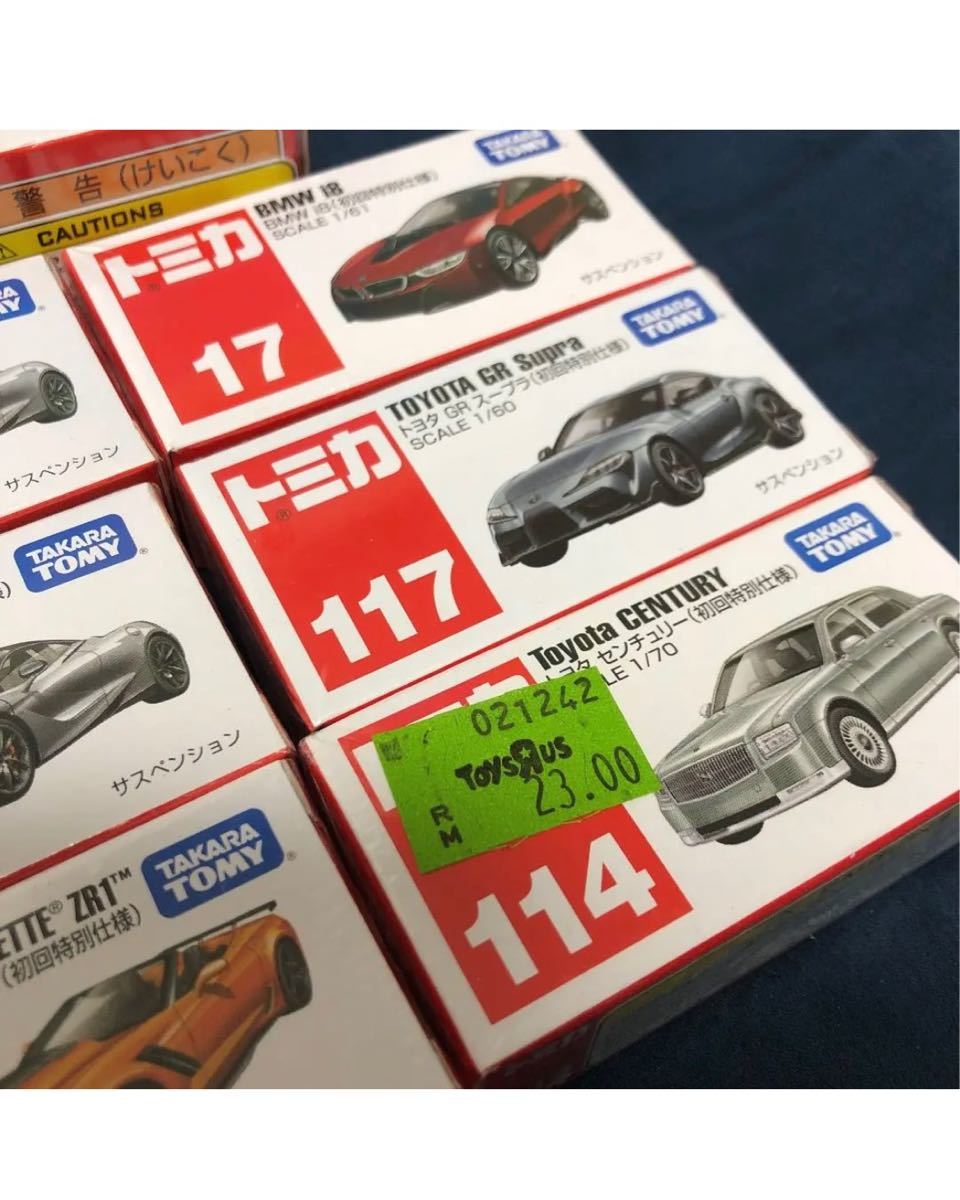 警告(けいこく)
CAUTIONS
TAKARA
TOMY
BMW i8
BMW i8(初回特別仕様)
SCALE 1/61
トミカ
17
サスペンション
TAKARA
TOMY
TOYOTA GR Supra
トヨタ GR スープラ(初回特別仕様)
SCALE 1/60
トミカ
117
サスペンション
TAKARA
TOMY
Toyota CENTURY
トヨタ センチュリー(初回特別仕様)
1/70
021242
TOYSЯUS
RM
23.00
114
サスペンション
TAKARA
TOMY
サスペンション
TAKARA
TOMY
ZR1™
(初回特別仕様)